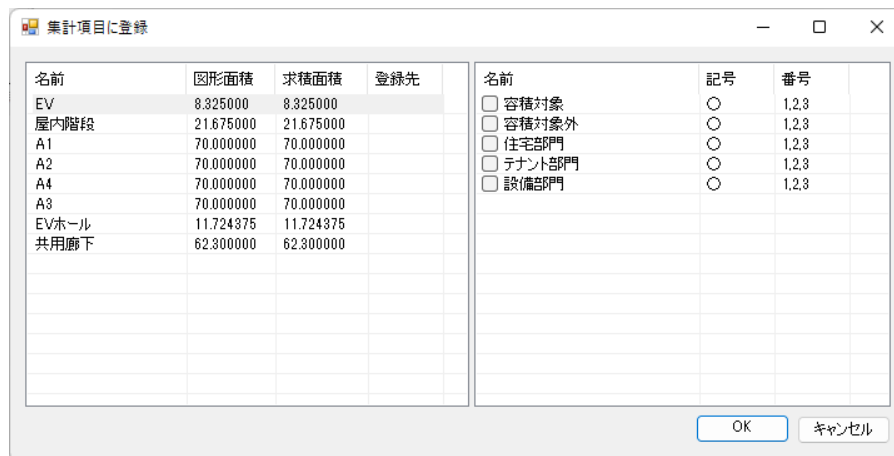 集計項目に登録
名前 図形面積 求積面積 登録先
EV 8.325000 8.325000
屋内階段 21.675000 21.675000
A1 70.000000 70.000000
A2 70.000000 70.000000
A4 70.000000 70.000000
A3 70.000000 70.000000
EVホール 11.724375 11.724375
共用廊下 62.300000 62.300000
名前 記号 番号
容積対象 ○ 1,2,3
容積対象外 ○ 1,2,3
住宅部門 ○ 1,2,3
テナント部門 ○ 1,2,3
設備部門 ○ 1,2,3
OK キャンセル